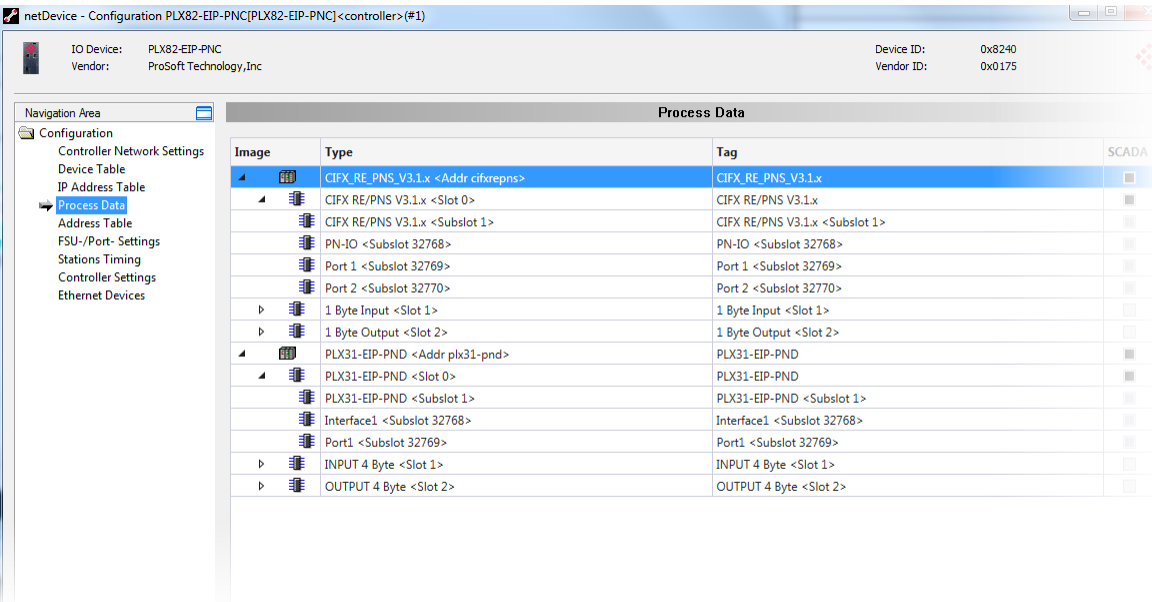 netDevice - Configuration PLX82-EIP-PNC[PLX82-EIP-PNC]<controller>(#1)
IO Device: PLX82-EIP-PNC Device ID: 0x8240
Vendor: ProSoft Technology,Inc Vendor ID: 0x0175
Navigation Area
Configuration
Controller Network Settings
Device Table
IP Address Table
Process Data
Address Table
FSU-/Port- Settings
Stations Timing
Controller Settings
Ethernet Devices
Process Data
Image Type Tag SCADA
CIFX_RE_PNS_V3.1.x <Addr cifxrepns> CIFX_RE_PNS_V3.1.x
CIFX RE/PNS V3.1.x <Slot 0> CIFX RE/PNS V3.1.x
CIFX RE/PNS V3.1.x <Subslot 1> CIFX RE/PNS V3.1.x <Subslot 1>
PN-IO <Subslot 32768> PN-IO <Subslot 32768>
Port 1 <Subslot 32769> Port 1 <Subslot 32769>
Port 2 <Subslot 32770> Port 2 <Subslot 32770>
1 Byte Input <Slot 1> 1 Byte Input <Slot 1>
1 Byte Output <Slot 2> 1 Byte Output <Slot 2>
PLX31-EIP-PND <Addr plx31-pnd> PLX31-EIP-PND
PLX31-EIP-PND <Slot 0> PLX31-EIP-PND
PLX31-EIP-PND <Subslot 1> PLX31-EIP-PND <Subslot 1>
Interface1 <Subslot 32768> Interface1 <Subslot 32768>
Port1 <Subslot 32769> Port1 <Subslot 32769>
INPUT 4 Byte <Slot 1> INPUT 4 Byte <Slot 1>
OUTPUT 4 Byte <Slot 2> OUTPUT 4 Byte <Slot 2>